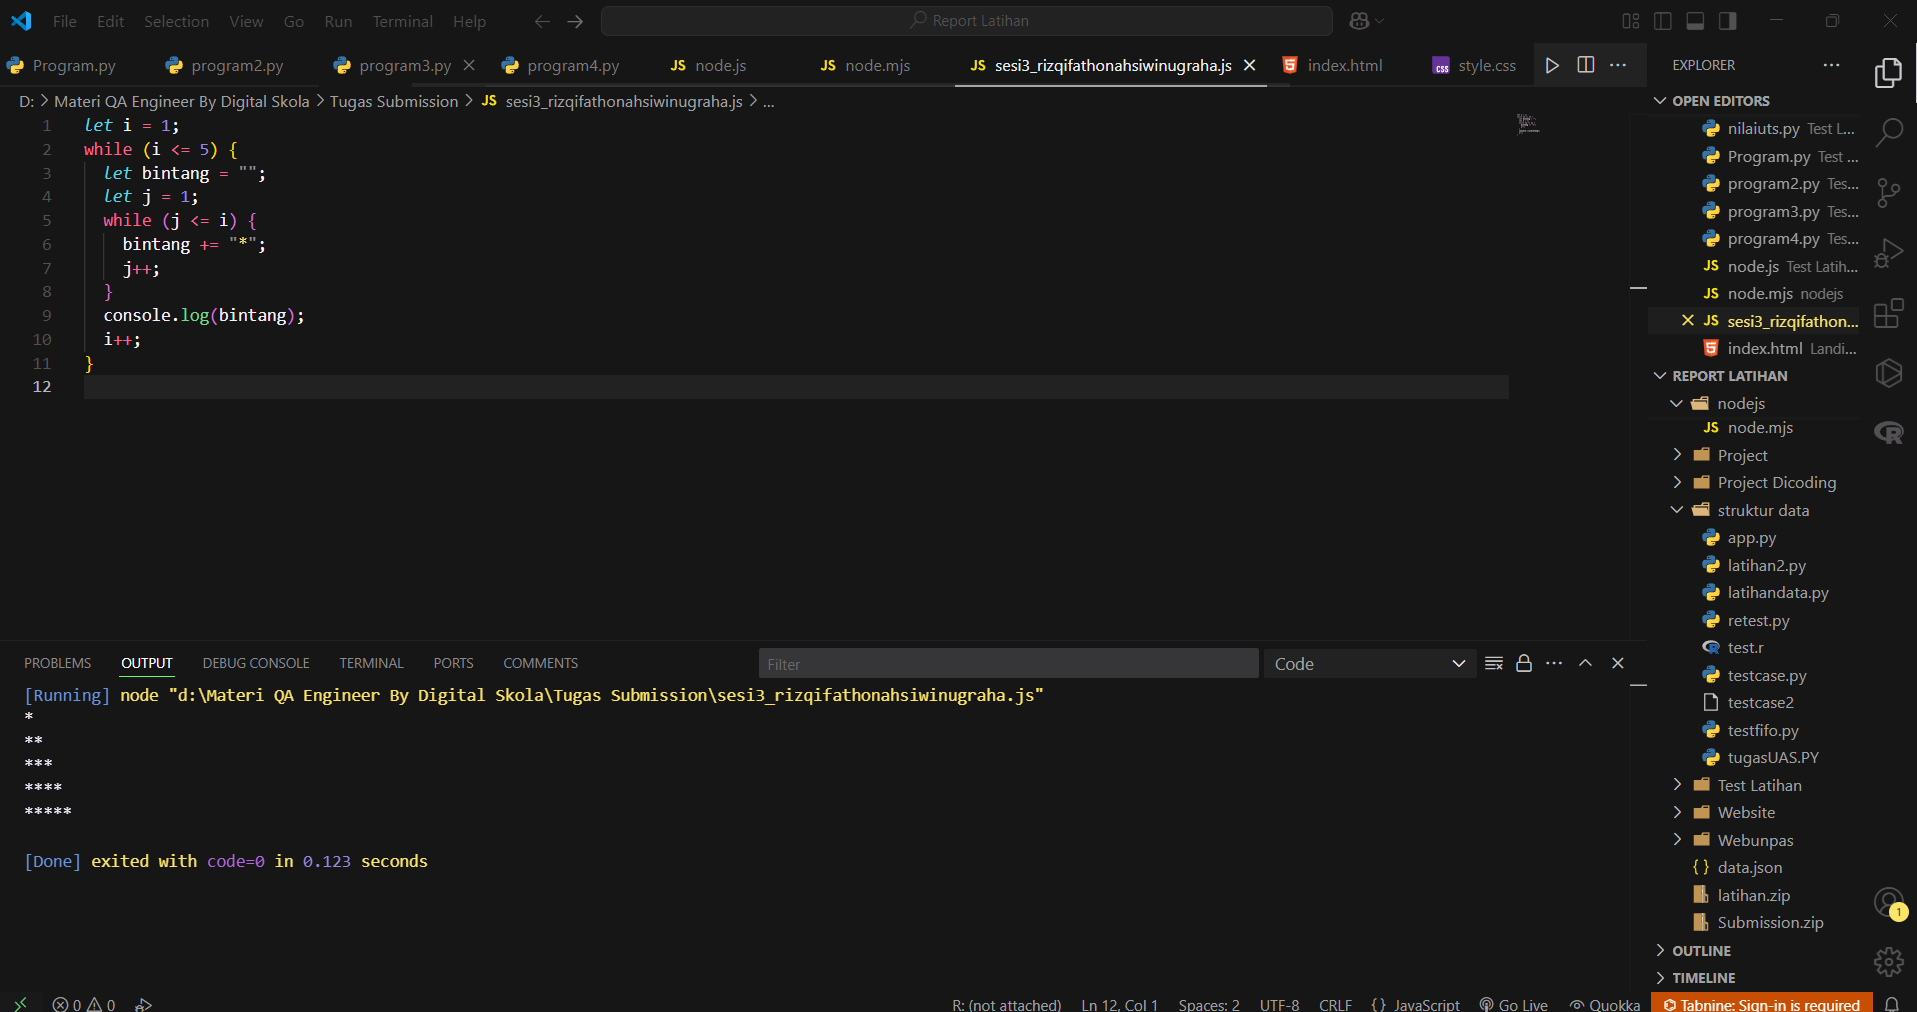 File Edit Selection View Go Run Terminal Help
Report Latihan
Program.py program2.py program3.py program4.py node.js node.mjs sesi3_rizqifathonahsiwinugraha.js index.html style.css
D: > Materi QA Engineer By Digital Skola > Tugas Submission > JS sesi3_rizqifathonahsiwinugraha.js > ...
1 let i = 1;
2 while (i <= 5) {
3 let bintang = "";
4 let j = 1;
5 while (j <= i) {
6 bintang += "*";
7 j++;
8 }
9 console.log(bintang);
10 i++;
11 }
12
PROBLEMS OUTPUT DEBUG CONSOLE TERMINAL PORTS COMMENTS
Filter
Code
[Running] node "d:\Materi QA Engineer By Digital Skola\Tugas Submission\sesi3_rizqifathonahsiwinugraha.js"
*
**
***
****
*****
[Done] exited with code=0 in 0.123 seconds
EXPLORER
OPEN EDITORS
nilaiuts.py Test L...
Program.py Test ...
program2.py Tes...
program3.py Tes...
program4.py Tes...
JS node.js Test Latih...
JS node.mjs nodejs
JS sesi3_rizqifathon...
index.html Landi...
REPORT LATIHAN
nodejs
JS node.mjs
Project
Project Dicoding
struktur data
app.py
latihan2.py
latihandata.py
retest.py
test.r
testcase.py
testcase2
testfifo.py
tugasUAS.PY
Test Latihan
Website
Webunpas
{} data.json
latihan.zip
Submission.zip
OUTLINE
TIMELINE
1
0 0 R: (not attached) Ln 12, Col 1 Spaces: 2 UTF-8 CRLF {} JavaScript Go Live Quokka Tabnine: Sign-in is required